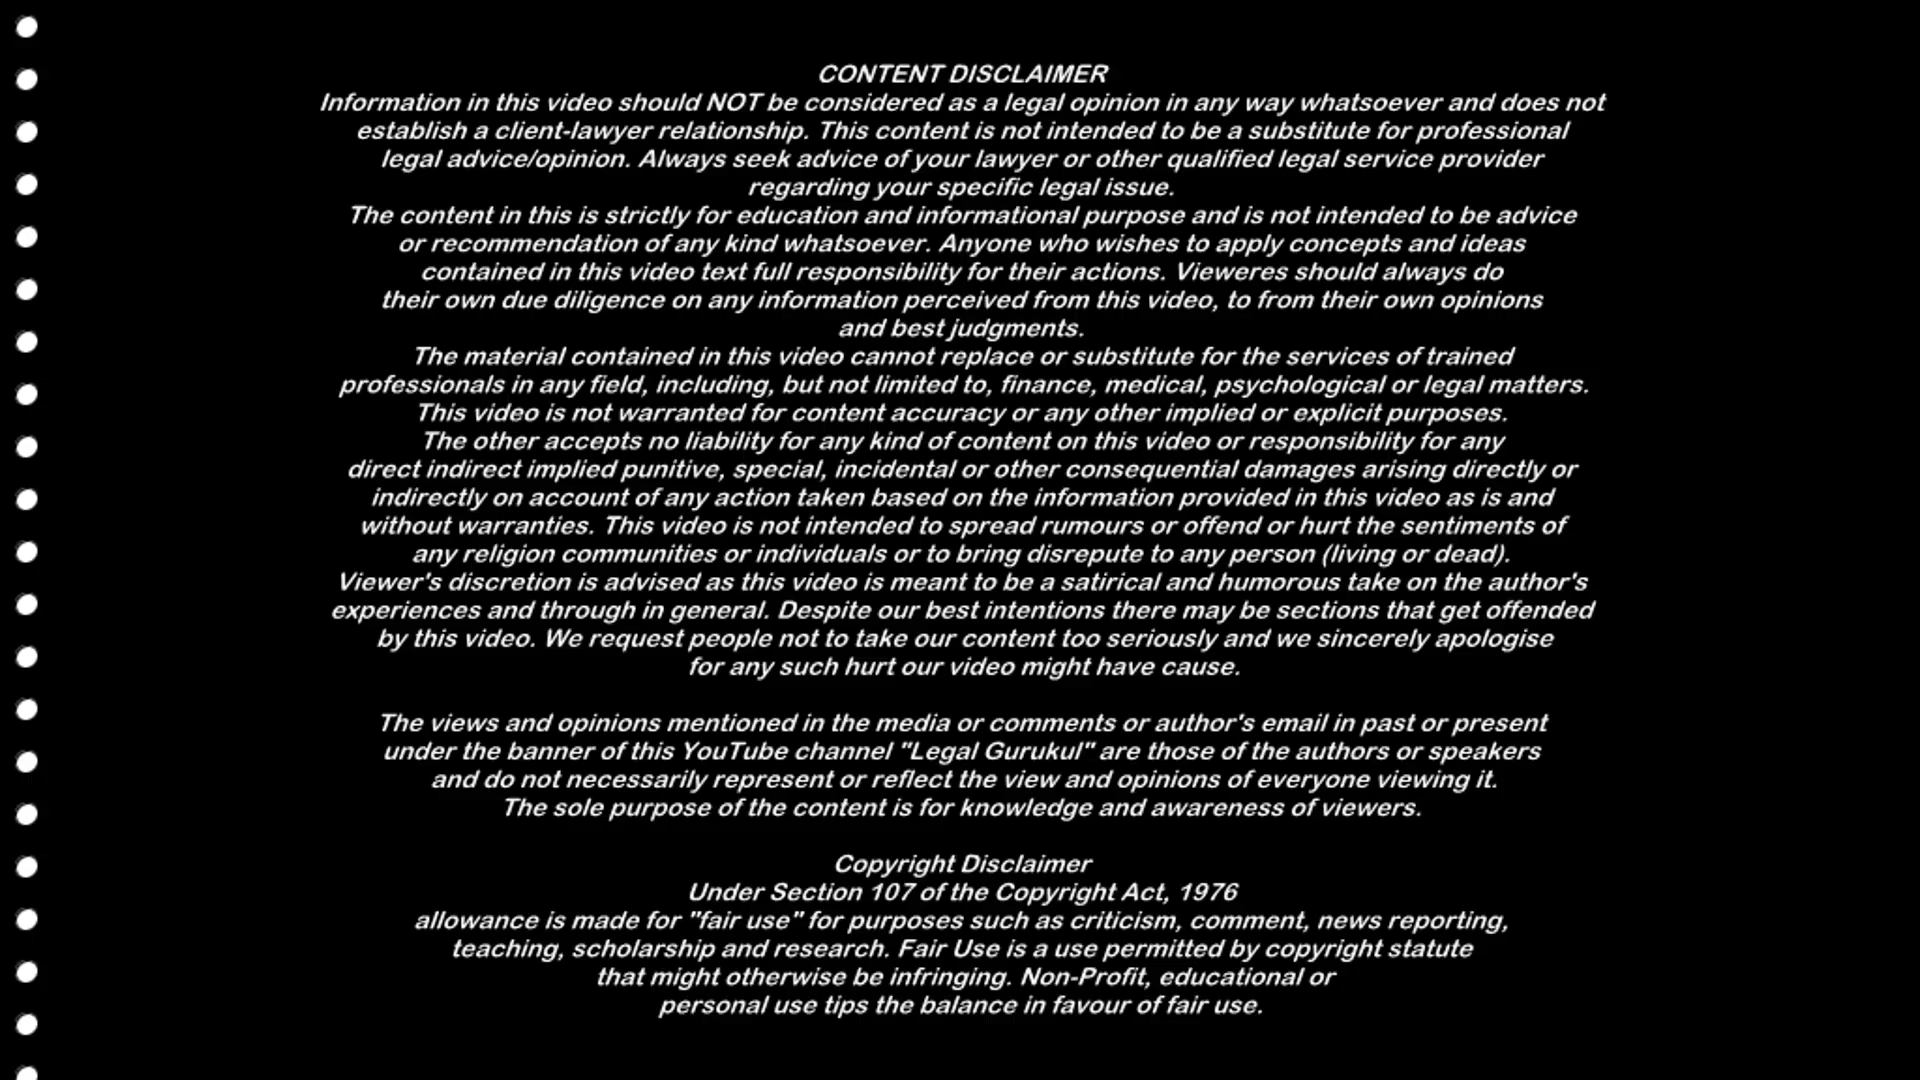 CONTENT DISCLAIMER
Information in this video should NOT be considered as a legal opinion in any way whatsoever and does not
establish a client-lawyer relationship. This content is not intended to be a substitute for professional
legal advice/opinion. Always seek advice of your lawyer or other qualified legal service provider
regarding your specific legal issue.
The content in this is strictly for education and informational purpose and is not intended to be advice
or recommendation of any kind whatsoever. Anyone who wishes to apply concepts and ideas
contained in this video text full responsibility for their actions. Vieweres should always do
their own due diligence on any information perceived from this video, to from their own opinions
and best judgments.
The material contained in this video cannot replace or substitute for the services of trained
professionals in any field, including, but not limited to, finance, medical, psychological or legal matters.
This video is not warranted for content accuracy or any other implied or explicit purposes.
The other accepts no liability for any kind of content on this video or responsibility for any
direct indirect implied punitive, special, incidental or other consequential damages arising directly or
indirectly on account of any action taken based on the information provided in this video as is and
without warranties. This video is not intended to spread rumours or offend or hurt the sentiments of
any religion communities or individuals or to bring disrepute to any person (living or dead).
Viewer's discretion is advised as this video is meant to be a satirical and humorous take on the author's
experiences and through in general. Despite our best intentions there may be sections that get offended
by this video. We request people not to take our content too seriously and we sincerely apologise
for any such hurt our video might have cause.
The views and opinions mentioned in the media or comments or author's email in past or present
under the banner of this YouTube channel "Legal Gurukul" are those of the authors or speakers
and do not necessarily represent or reflect the view and opinions of everyone viewing it.
The sole purpose of the content is for knowledge and awareness of viewers.
Copyright Disclaimer
Under Section 107 of the Copyright Act, 1976
allowance is made for "fair use" for purposes such as criticism, comment, news reporting,
teaching, scholarship and research. Fair Use is a use permitted by copyright statute
that might otherwise be infringing. Non-Profit, educational or
personal use tips the balance in favour of fair use.